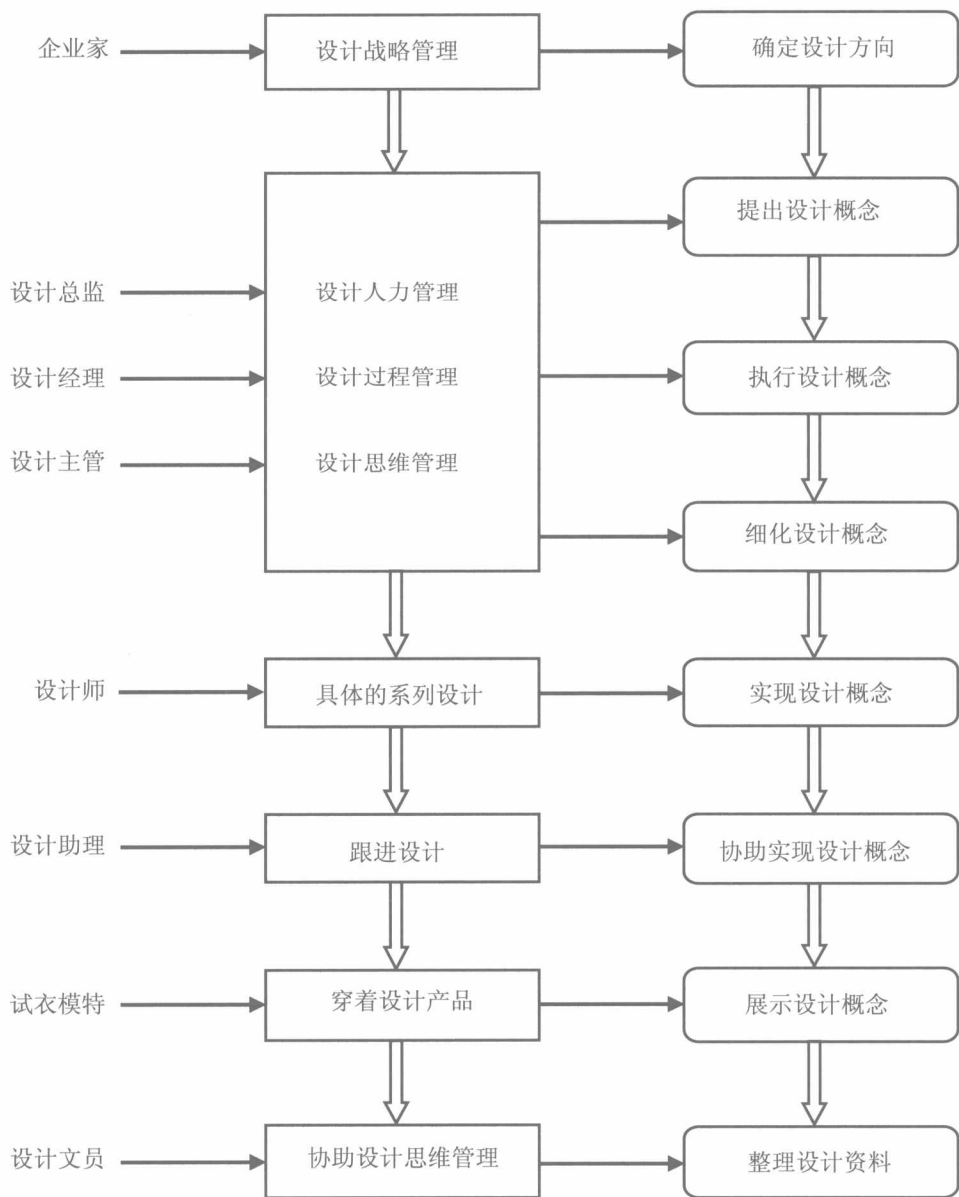 企业家
设计战略管理
确定设计方向
提出设计概念
设计总监
设计人力管理
设计经理
设计过程管理
执行设计概念
设计主管
设计思维管理
细化设计概念
设计师
具体的系列设计
实现设计概念
设计助理
跟进设计
协助实现设计概念
试衣模特
穿着设计产品
展示设计概念
设计文员
协助设计思维管理
整理设计资料